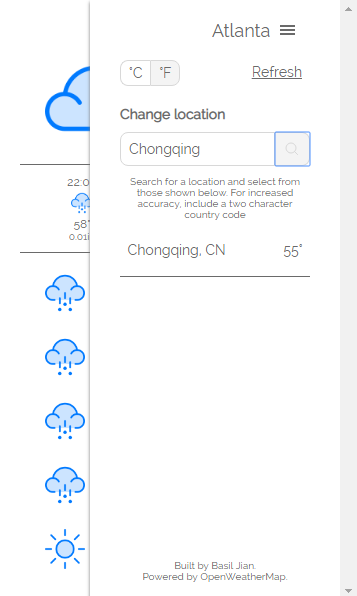 Atlanta
°C °F Refresh
Change location
Chongqing
Search for a location and select from
those shown below. For increased
accuracy, include a two character
country code
Chongqing, CN 55°
22:0
58°
0.01i
Built by Basil Jian.
Powered by OpenWeatherMap.